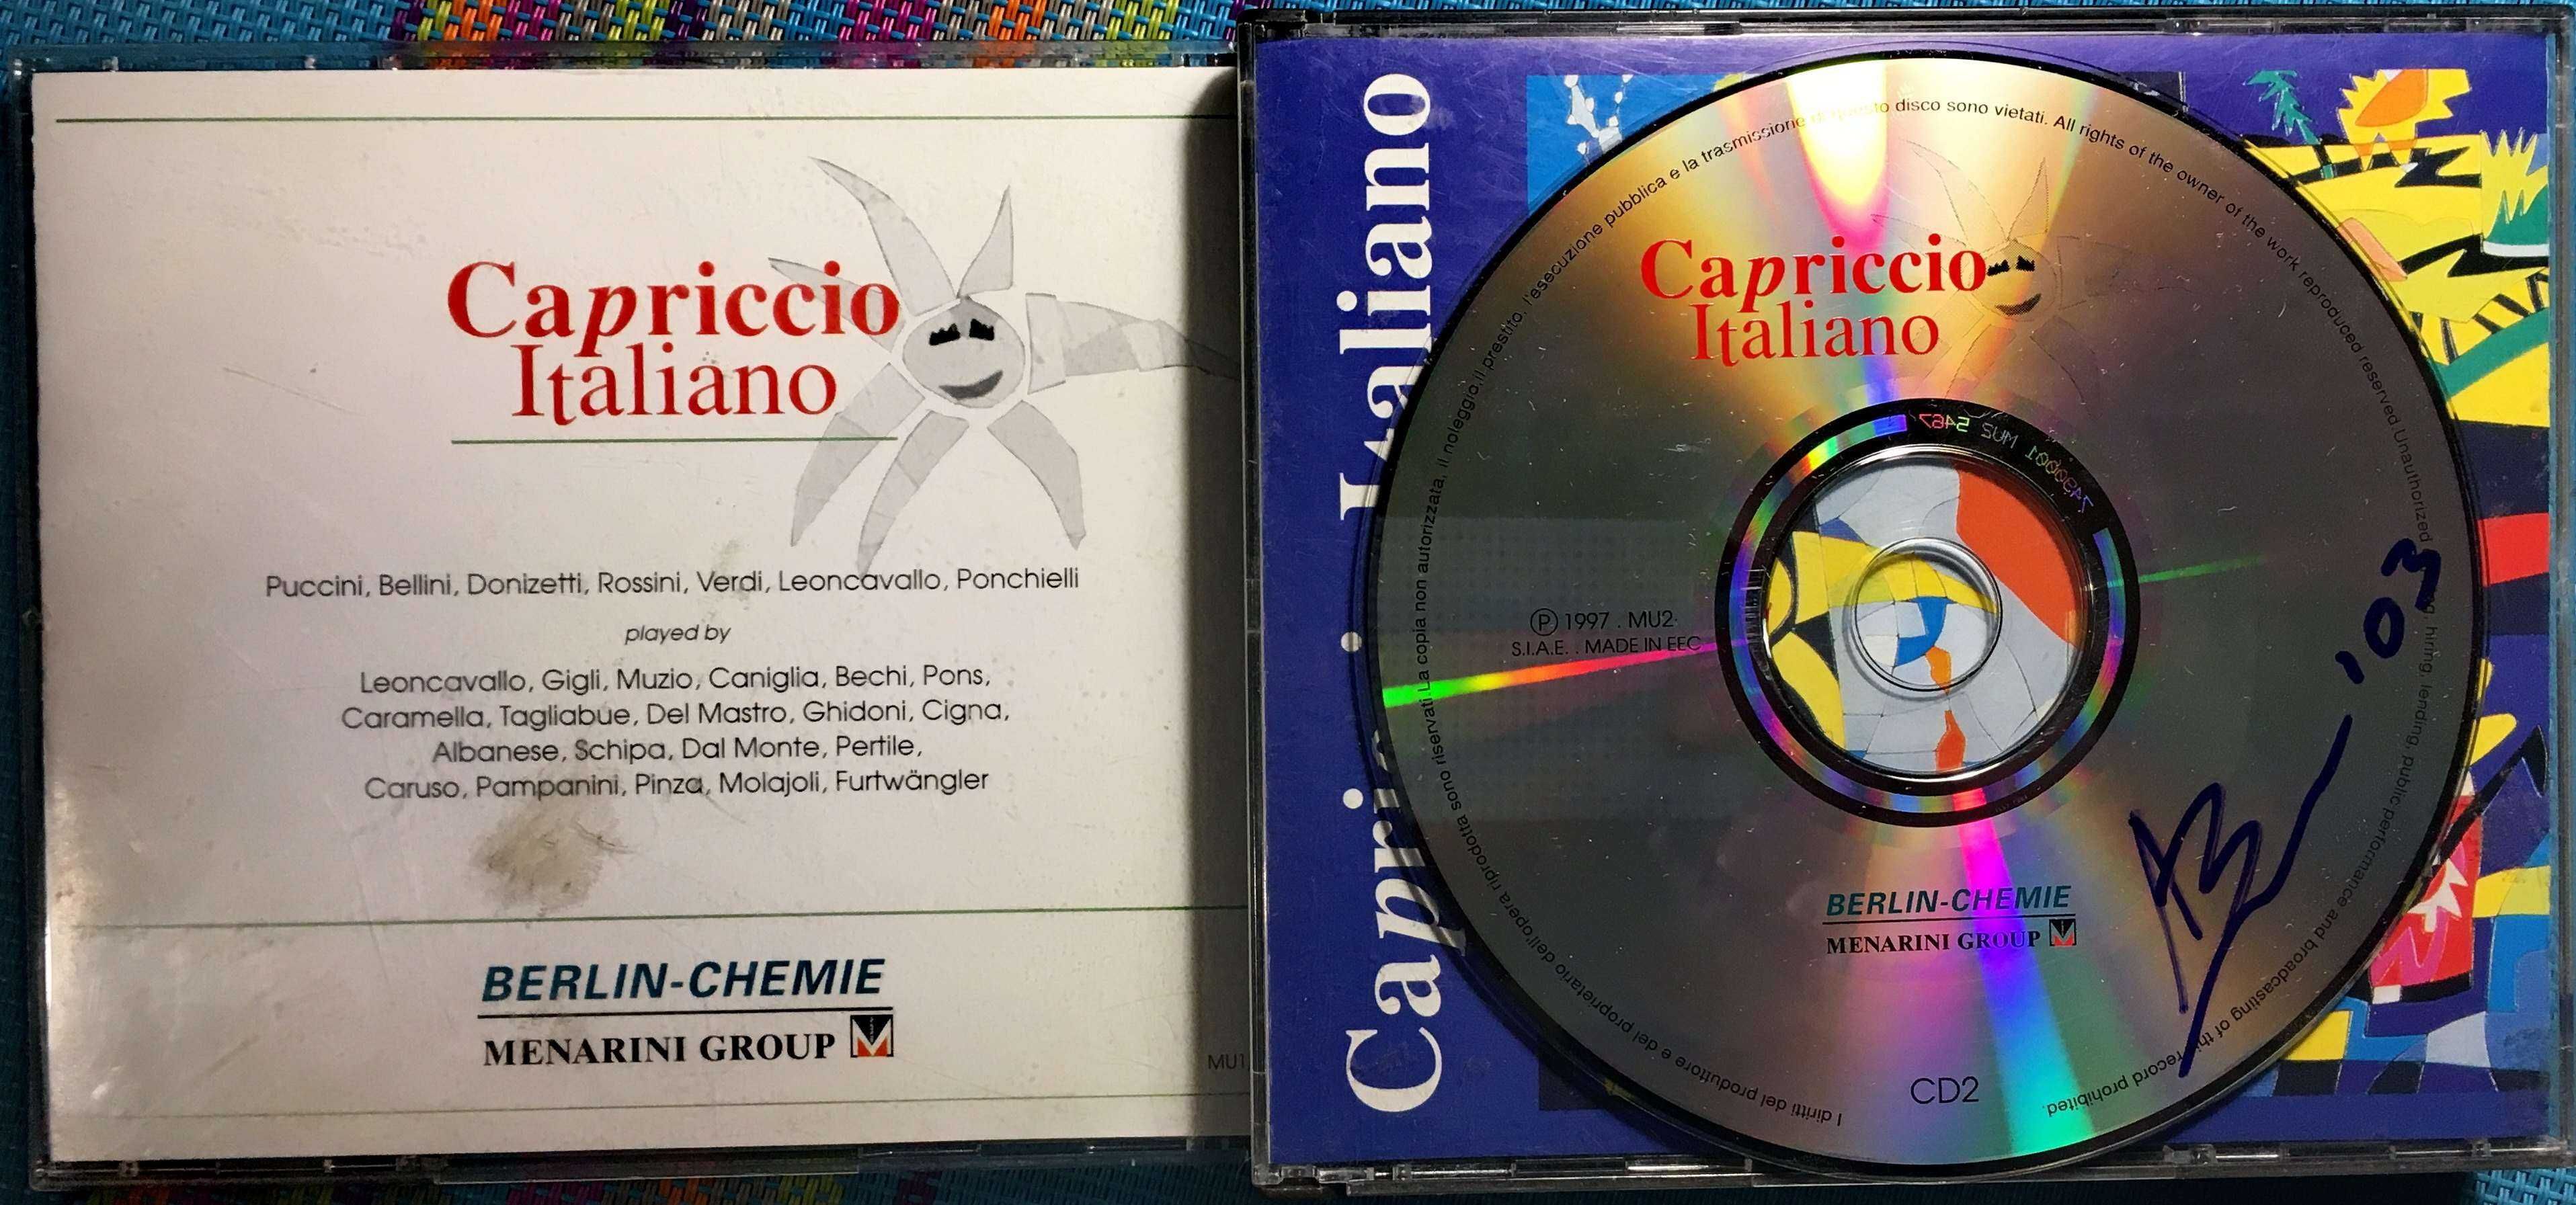 Capriccio
Italiano
Puccini, Bellini, Donizetti, Rossini, Verdi, Leoncavallo, Ponchielli
played by
Leoncavallo, Gigli, Muzio, Caniglia, Bechi, Pons,
Caramella, Tagliabue, Del Mastro, Ghidoni, Cigna,
Albanese, Schipa, Dal Monte, Pertile,
Caruso, Pampanini, Pinza, Molajoli, Furtwängler
BERLIN-CHEMIE
MENARINI GROUP
MU1
Capriccio Italiano
I diritti del produttore e del proprietario dell'opera riprodotta sono riservati. La copia non autorizzata, il noleggio, il prestito, l'esecuzione pubblica e la trasmissione di questo disco sono vietati. All rights of the owner of the work reproduced reserved Unauthorized hiring, lending, public performance and broadcasting of this record prohibited.
Capriccio
Italiano
MU2 5467
Ⓟ 1997 . MU2
S.I.A.E. . MADE IN EEC
'03
BERLIN-CHEMIE
MENARINI GROUP
CD2